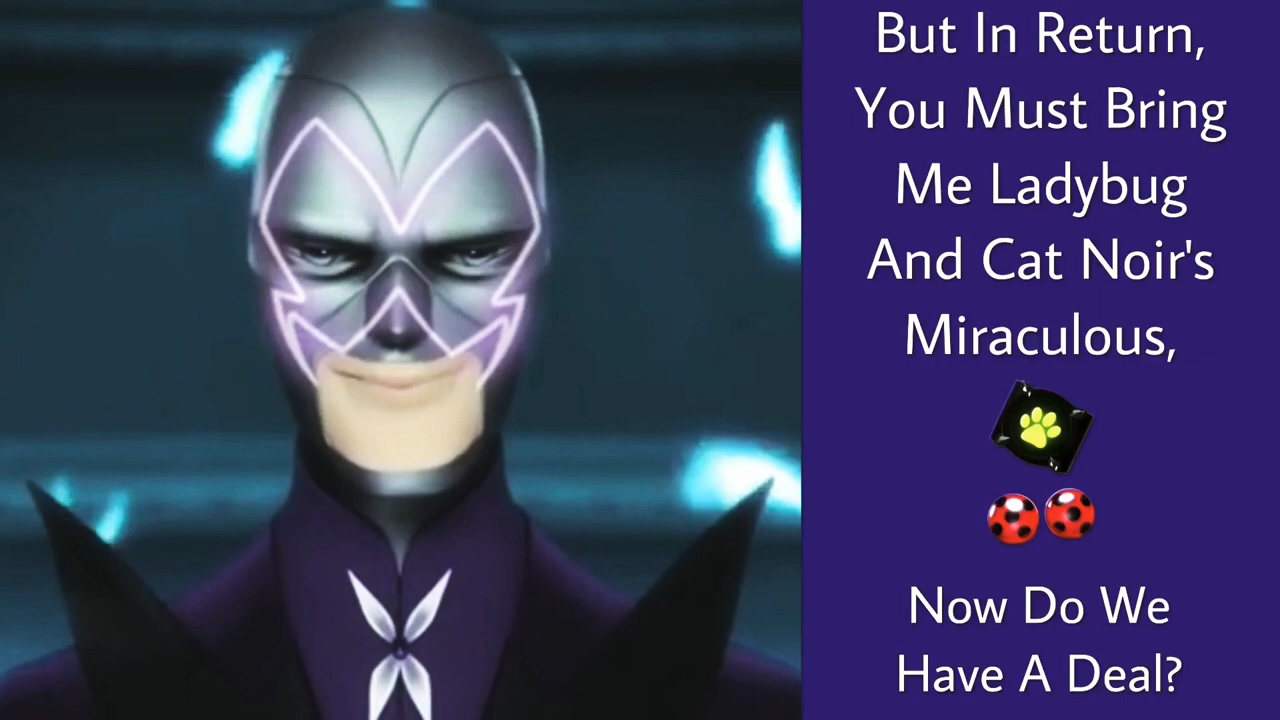 But In Return,
You Must Bring
Me Ladybug
And Cat Noir's
Miraculous,
Now Do We
Have A Deal?